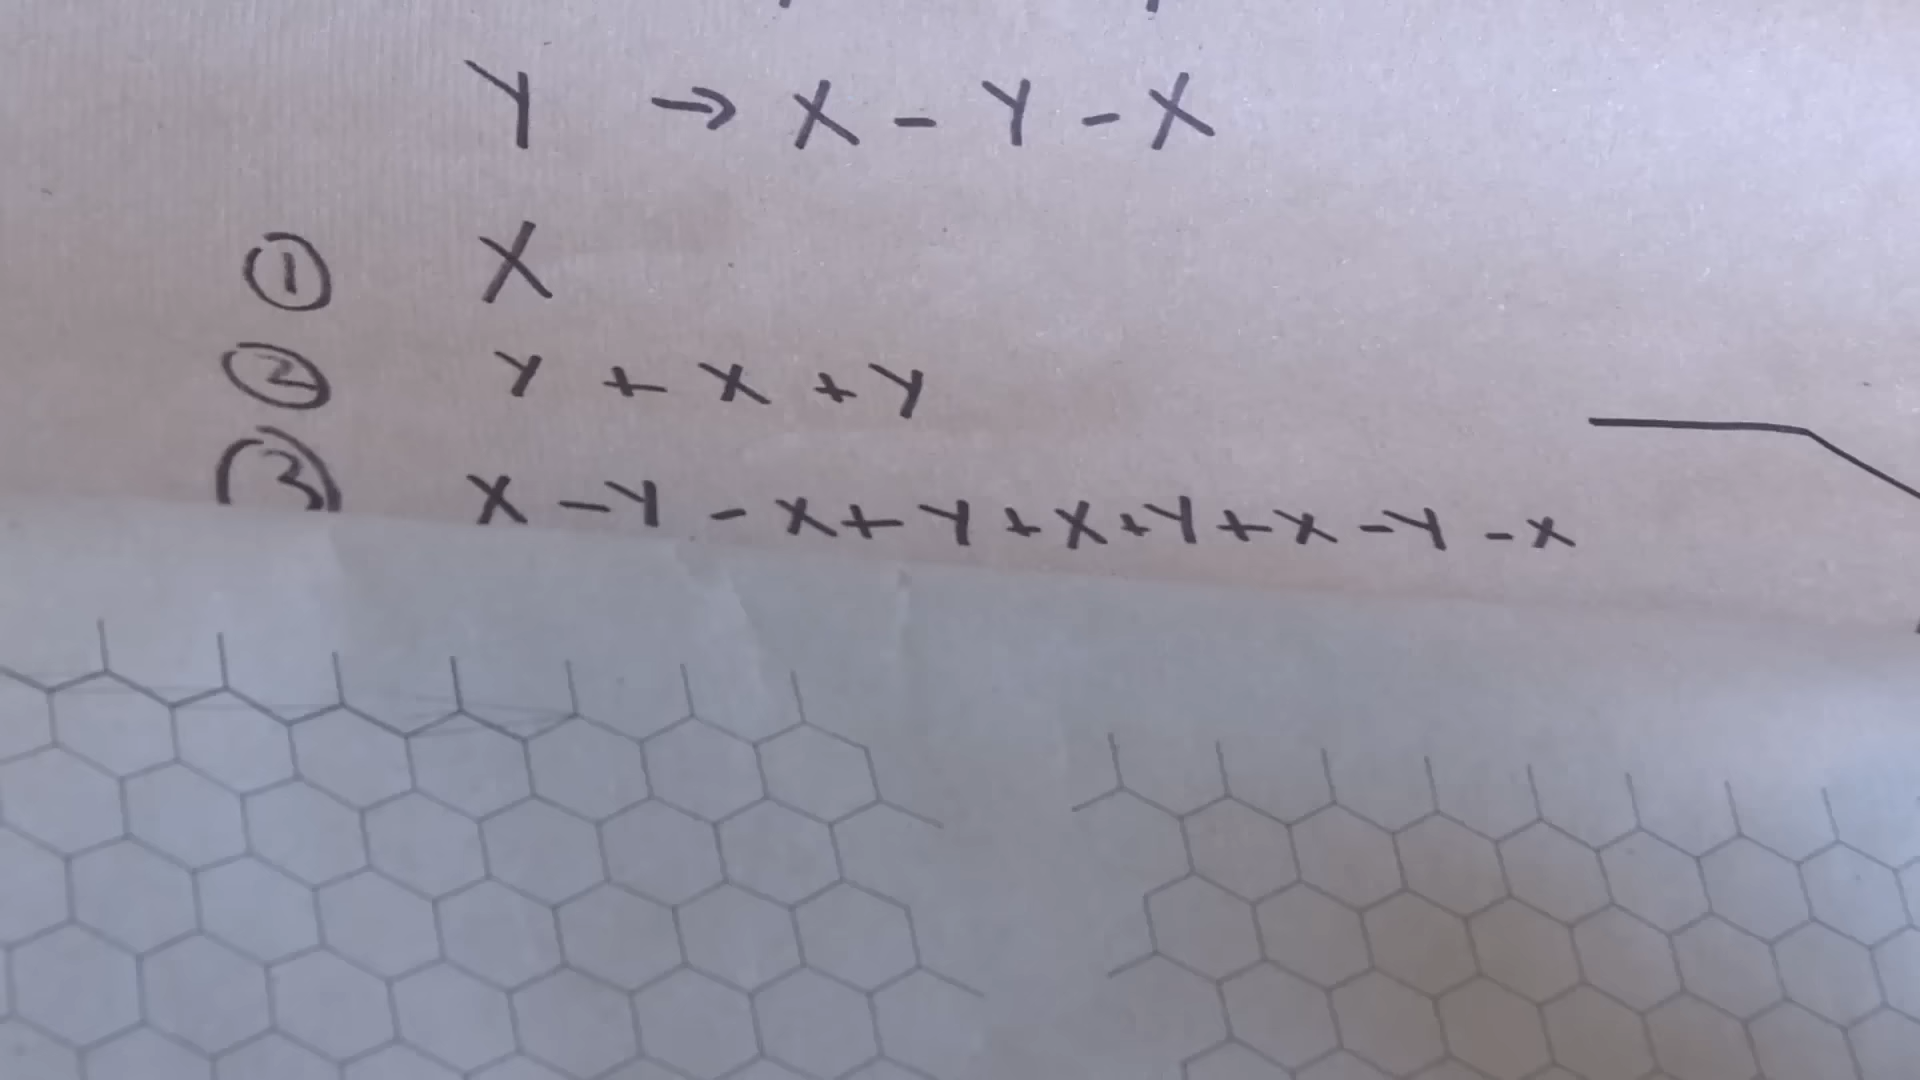 Y → X - Y - X
① X
② Y + X + Y
③ X - Y - X + Y + X + Y + X - Y - X